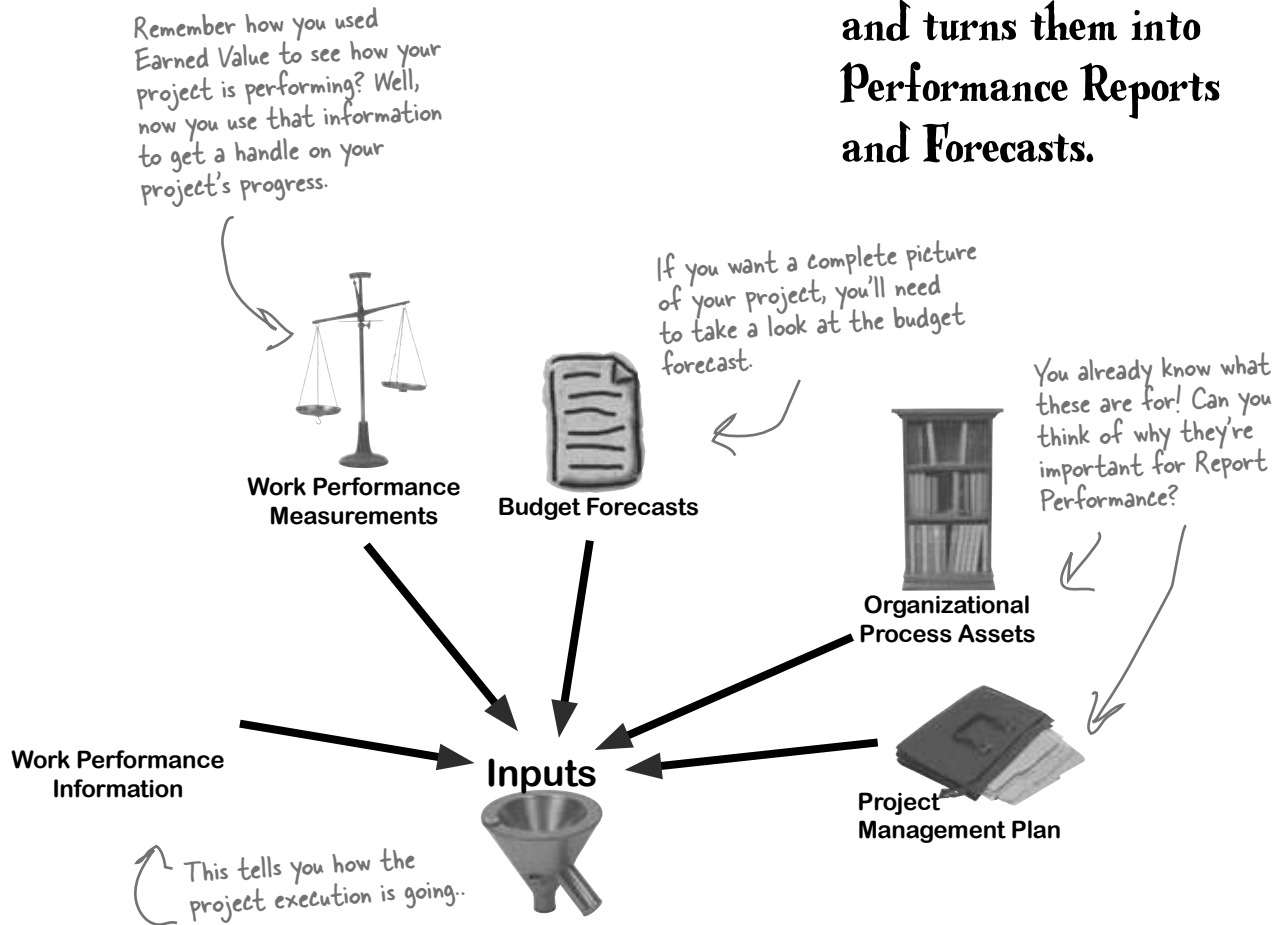 and turns them into
Performance Reports
and Forecasts.
Remember how you used
Earned Value to see how your
project is performing? Well,
now you use that information
to get a handle on your
project's progress.
If you want a complete picture
of your project, you'll need
to take a look at the budget
forecast.
You already know what
these are for! Can you
think of why they're
important for Report
Performance?
Work Performance
Measurements
Budget Forecasts
Organizational
Process Assets
Work Performance
Information
Inputs
Project
Management Plan
This tells you how the
project execution is going..